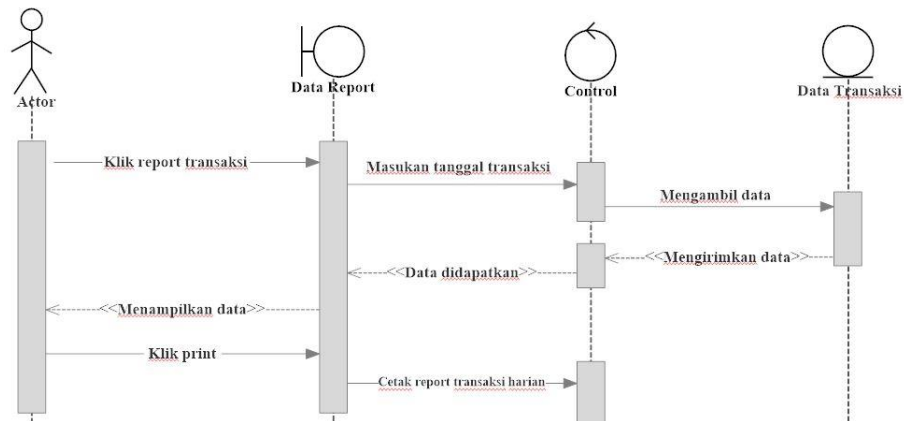 Actor
Data Report
Control
Data Transaksi
Klik report transaksi
Masukan tanggal transaksi
Mengambil data
<<Mengirimkan data>>
<<Data didapatkan>>
<<Menampilkan data>>
Klik print
Cetak report transaksi harian